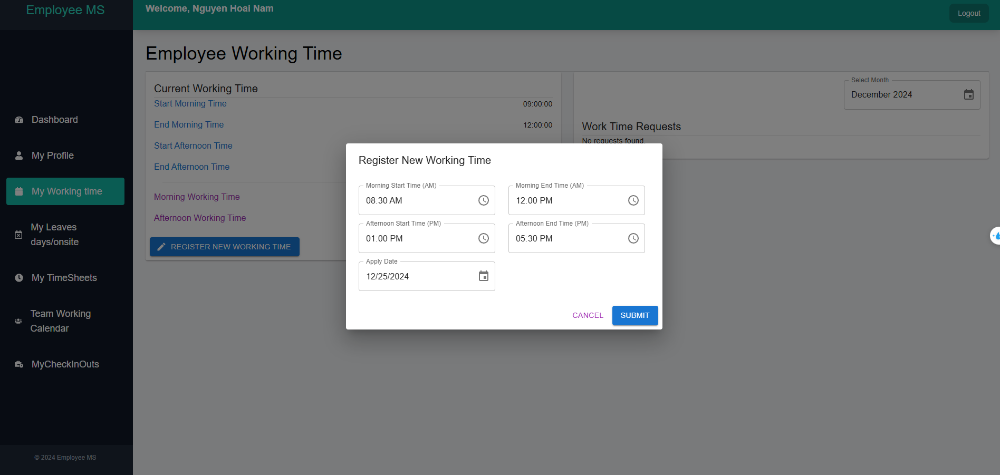 Employee MS
Welcome, Nguyen Hoai Nam
Logout
Dashboard
My Profile
My Working time
My Leaves
days/onsite
My TimeSheets
Team Working
Calendar
MyCheckInOuts
© 2024 Employee MS
Employee Working Time
Current Working Time
Start Morning Time 09:00:00
End Morning Time 12:00:00
Start Afternoon Time
End Afternoon Time
Morning Working Time
Afternoon Working Time
REGISTER NEW WORKING TIME
Select Month
December 2024
Work Time Requests
No requests found.
Register New Working Time
Morning Start Time (AM)
08:30 AM
Morning End Time (AM)
12:00 PM
Afternoon Start Time (PM)
01:00 PM
Afternoon End Time (PM)
05:30 PM
Apply Date
12/25/2024
CANCEL
SUBMIT